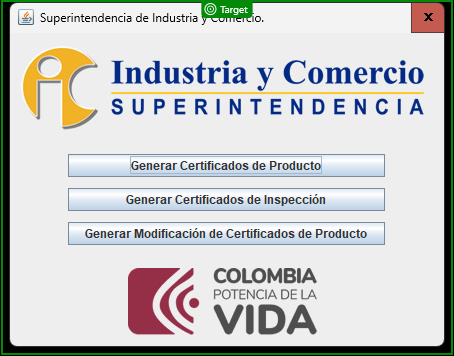 Target
Superintendencia de Industria y Comercio.
Industria y Comercio
SUPERINTENDENCIA
Generar Certificados de Producto
Generar Certificados de Inspección
Generar Modificación de Certificados de Producto
COLOMBIA
POTENCIA DE LA
VIDA